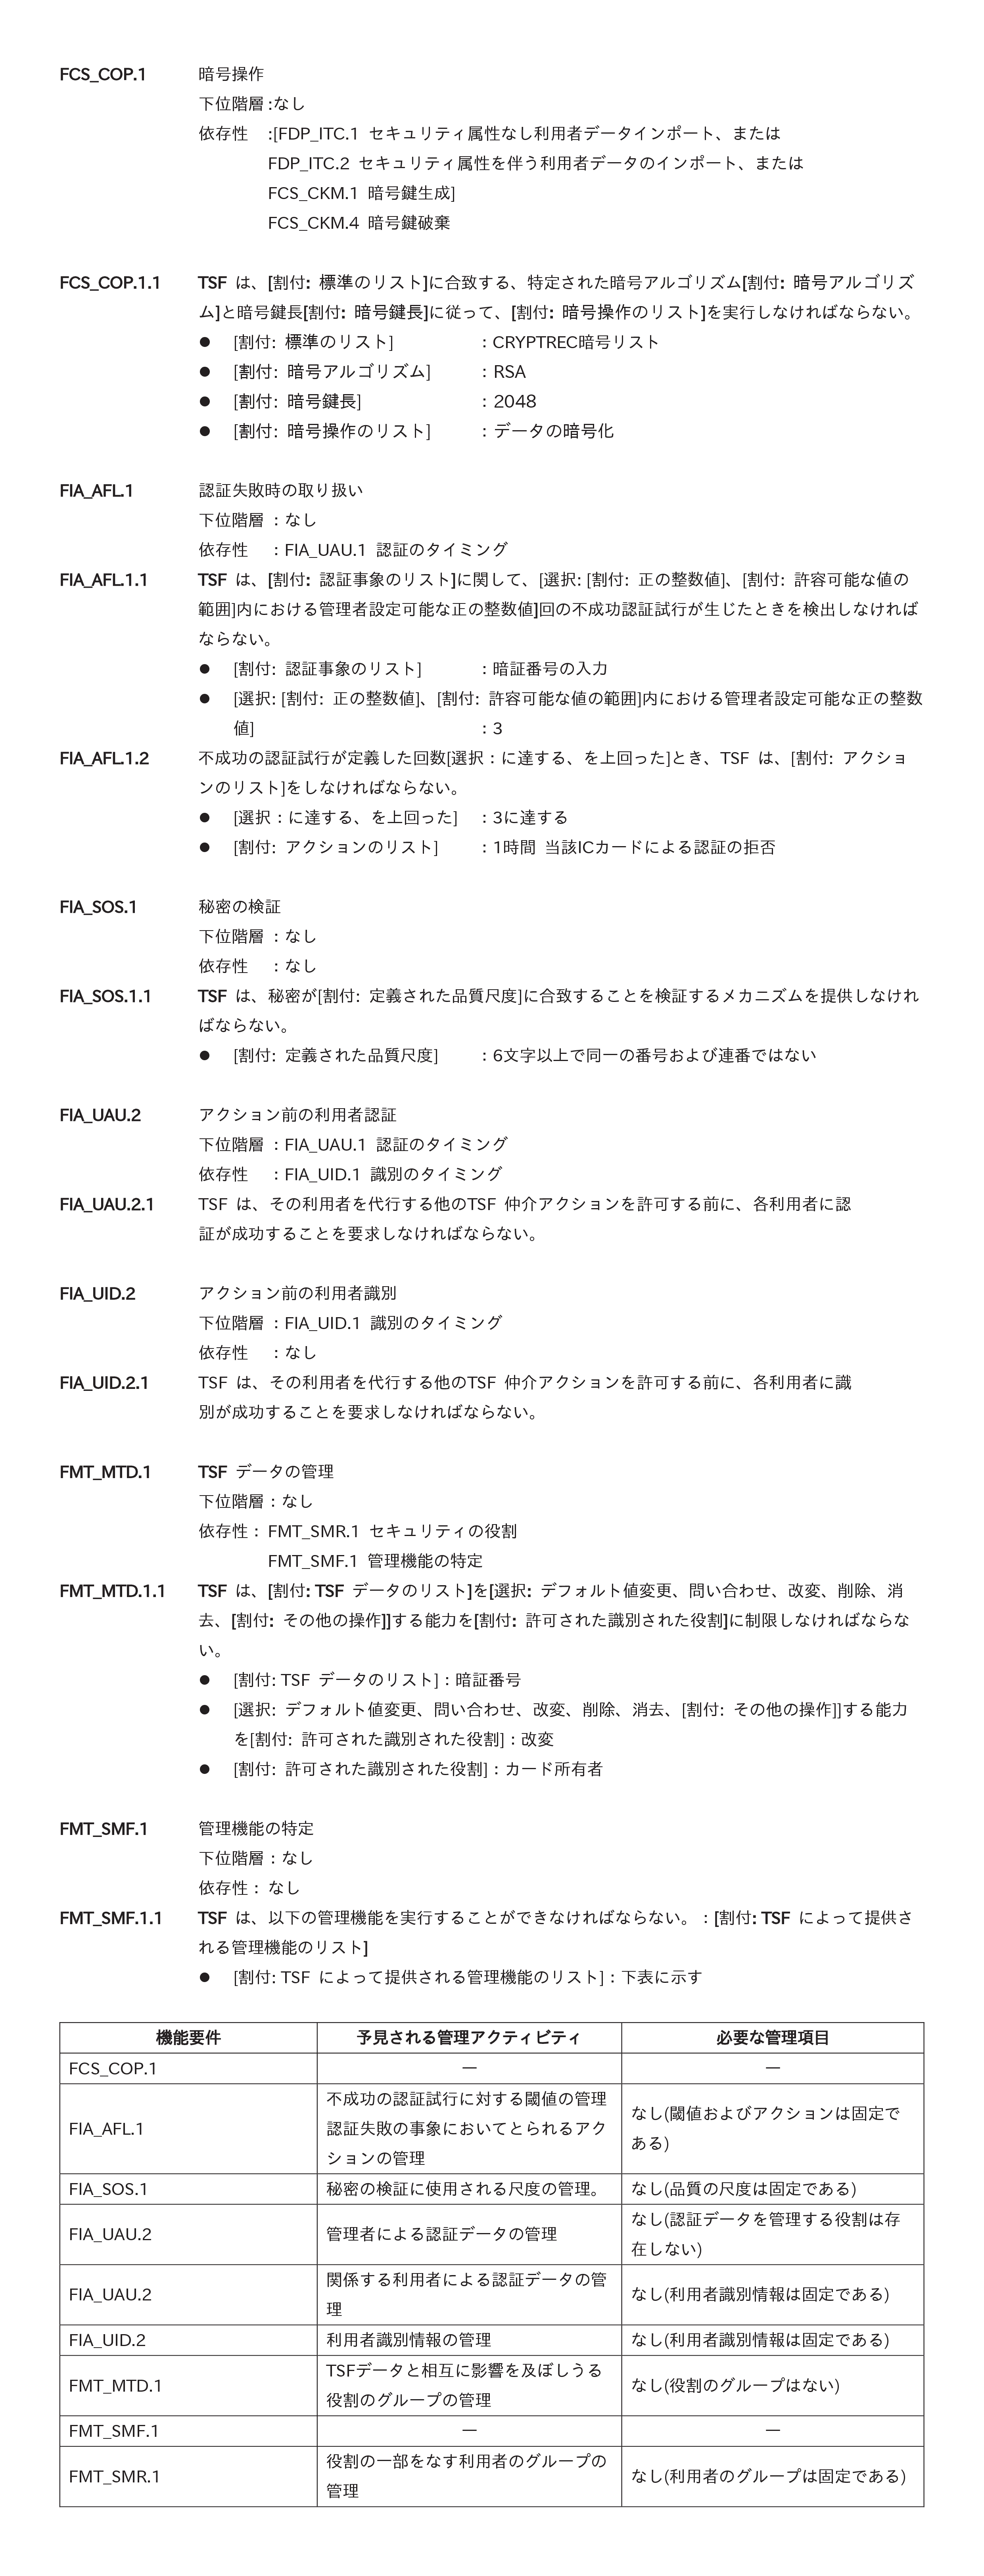 FCS_COP.1 暗号操作
下位階層:なし
依存性 :[FDP_ITC.1 セキュリティ属性なし利用者データインポート、または
FDP_ITC.2 セキュリティ属性を伴う利用者データのインポート、または
FCS_CKM.1 暗号鍵生成]
FCS_CKM.4 暗号鍵破棄
FCS_COP.1.1 TSF は、[割付: 標準のリスト]に合致する、特定された暗号アルゴリズム[割付: 暗号アルゴリズ
ム]と暗号鍵長[割付: 暗号鍵長]に従って、[割付: 暗号操作のリスト]を実行しなければならない。
● [割付: 標準のリスト] : CRYPTREC暗号リスト
● [割付: 暗号アルゴリズム] : RSA
● [割付: 暗号鍵長] : 2048
● [割付: 暗号操作のリスト] : データの暗号化
FIA_AFL.1 認証失敗時の取り扱い
下位階層 : なし
依存性 : FIA_UAU.1 認証のタイミング
FIA_AFL.1.1 TSF は、[割付: 認証事象のリスト]に関して、[選択: [割付: 正の整数値]、[割付: 許容可能な値の
範囲]内における管理者設定可能な正の整数値]回の不成功認証試行が生じたときを検出しなければ
ならない。
● [割付: 認証事象のリスト] : 暗証番号の入力
● [選択: [割付: 正の整数値]、[割付: 許容可能な値の範囲]内における管理者設定可能な正の整数
値] : 3
FIA_AFL.1.2 不成功の認証試行が定義した回数[選択：に達する、を上回った]とき、TSF は、[割付: アクショ
ンのリスト]をしなければならない。
● [選択：に達する、を上回った] : 3に達する
● [割付: アクションのリスト] : 1時間 当該ICカードによる認証の拒否
FIA_SOS.1 秘密の検証
下位階層 : なし
依存性 : なし
FIA_SOS.1.1 TSF は、秘密が[割付: 定義された品質尺度]に合致することを検証するメカニズムを提供しなけれ
ばならない。
● [割付: 定義された品質尺度] : 6文字以上で同一の番号および連番ではない
FIA_UAU.2 アクション前の利用者認証
下位階層 : FIA_UAU.1 認証のタイミング
依存性 : FIA_UID.1 識別のタイミング
FIA_UAU.2.1 TSF は、その利用者を代行する他のTSF 仲介アクションを許可する前に、各利用者に認
証が成功することを要求しなければならない。
FIA_UID.2 アクション前の利用者識別
下位階層 : FIA_UID.1 識別のタイミング
依存性 : なし
FIA_UID.2.1 TSF は、その利用者を代行する他のTSF 仲介アクションを許可する前に、各利用者に識
別が成功することを要求しなければならない。
FMT_MTD.1 TSF データの管理
下位階層 : なし
依存性 : FMT_SMR.1 セキュリティの役割
FMT_SMF.1 管理機能の特定
FMT_MTD.1.1 TSF は、[割付: TSF データのリスト]を[選択: デフォルト値変更、問い合わせ、改変、削除、消
去、[割付: その他の操作]]する能力を[割付: 許可された識別された役割]に制限しなければならな
い。
● [割付: TSF データのリスト] : 暗証番号
● [選択: デフォルト値変更、問い合わせ、改変、削除、消去、[割付: その他の操作]]する能力
を[割付: 許可された識別された役割] : 改変
● [割付: 許可された識別された役割] : カード所有者
FMT_SMF.1 管理機能の特定
下位階層 : なし
依存性 : なし
FMT_SMF.1.1 TSF は、以下の管理機能を実行することができなければならない。：[割付: TSF によって提供さ
れる管理機能のリスト]
● [割付: TSF によって提供される管理機能のリスト] : 下表に示す
機能要件 予見される管理アクティビティ 必要な管理項目
FCS_COP.1 ― ―
FIA_AFL.1 不成功の認証試行に対する閾値の管理
認証失敗の事象においてとられるアク
ションの管理 なし(閾値およびアクションは固定で
ある)
FIA_SOS.1 秘密の検証に使用される尺度の管理。 なし(品質の尺度は固定である)
FIA_UAU.2 管理者による認証データの管理 なし(認証データを管理する役割は存
在しない)
FIA_UAU.2 関係する利用者による認証データの管
理 なし(利用者識別情報は固定である)
FIA_UID.2 利用者識別情報の管理 なし(利用者識別情報は固定である)
FMT_MTD.1 TSFデータと相互に影響を及ぼしうる
役割のグループの管理 なし(役割のグループはない)
FMT_SMF.1 ― ―
FMT_SMR.1 役割の一部をなす利用者のグループの
管理 なし(利用者のグループは固定である)